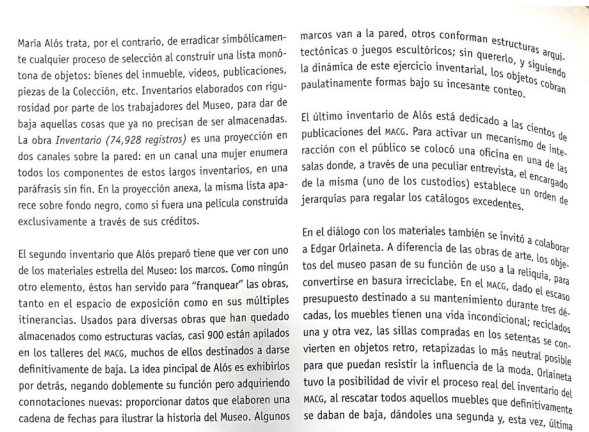 María Alós trata, por el contrario, de erradicar simbólicamen-
te cualquier proceso de selección al construir una lista monó-
tona de objetos: bienes del inmueble, videos, publicaciones,
piezas de la Colección, etc. Inventarios elaborados con rigu-
rosidad por parte de los trabajadores del Museo, para dar de
baja aquellas cosas que ya no precisan de ser almacenadas.
La obra Inventario (74,928 registros) es una proyección en
dos canales sobre la pared: en un canal una mujer enumera
todos los componentes de estos largos inventarios, en una
paráfrasis sin fin. En la proyección anexa, la misma lista apa-
rece sobre fondo negro, como si fuera una película construida
exclusivamente a través de sus créditos.

El segundo inventario que Alós preparó tiene que ver con uno
de los materiales estrella del Museo: los marcos. Como ningún
otro elemento, éstos han servido para "franquear" las obras,
tanto en el espacio de exposición como en sus múltiples
itinerancias. Usados para diversas obras que han quedado
almacenados como estructuras vacías, casi 900 están apilados
en los talleres del MACG, muchos de ellos destinados a darse
definitivamente de baja. La idea pincipal de Alós es exhibirlos
por detrás, negando doblemente su función pero adquiriendo
connotaciones nuevas: proporcionar datos que elaboren una
cadena de fechas para ilustrar la historia del Museo. Algunos
marcos van a la pared, otros conforman estructuras arqui-
tectónicas o juegos escultóricos; sin quererlo, y siguiendo
la dinámica de este ejercicio inventarial, los objetos cobran
paulatinamente formas bajo su incesante conteo.

El último inventario de Alós está dedicado a las cientos de
publicaciones del MACG. Para activar un mecanismo de inte-
racción con el público se colocó una oficina en una de las
salas donde, a través de una peculiar entrevista, el encargado
de la misma (uno de los custodios) establece un orden de
jerarquías para regalar los catálogos excedentes.

En el diálogo con los materiales también se invitó a colaborar
a Edgar Orlaineta. A diferencia de las obras de arte, los obje-
tos del museo pasan de su función de uso a la reliquia, para
convertirse en basura irreciclabe. En el MACG, dado el escaso
presupuesto destinado a su mantenimiento durante tres dé-
cadas, los muebles tienen una vida incondicional; reciclados
una y otra vez, las sillas compradas en los setentas se con-
vierten en objetos retro, retapizadas lo más neutral posible
para que puedan resistir la influencia de la moda. Orlaineta
tuvo la posibilidad de vivir el proceso real del inventario del
MACG, al rescatar todos aquellos muebles que definitivamente
se daban de baja, dándoles una segunda y, esta vez, última